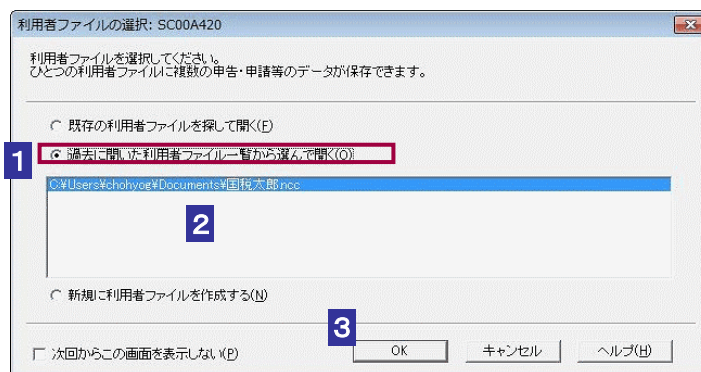 利用者ファイルの選択: SC00A420
利用者ファイルを選択してください。
ひとつの利用者ファイルに複数の申告・申請等のデータが保存できます。
既存の利用者ファイルを探して開く(F)
1
過去に開いた利用者ファイル一覧から選んで開く(O)
C:¥Users¥chohyog¥Documents¥国税太郎.ncc
2
新規に利用者ファイルを作成する(N)
3
次回からこの画面を表示しない(P)
OK
キャンセル
ヘルプ(H)